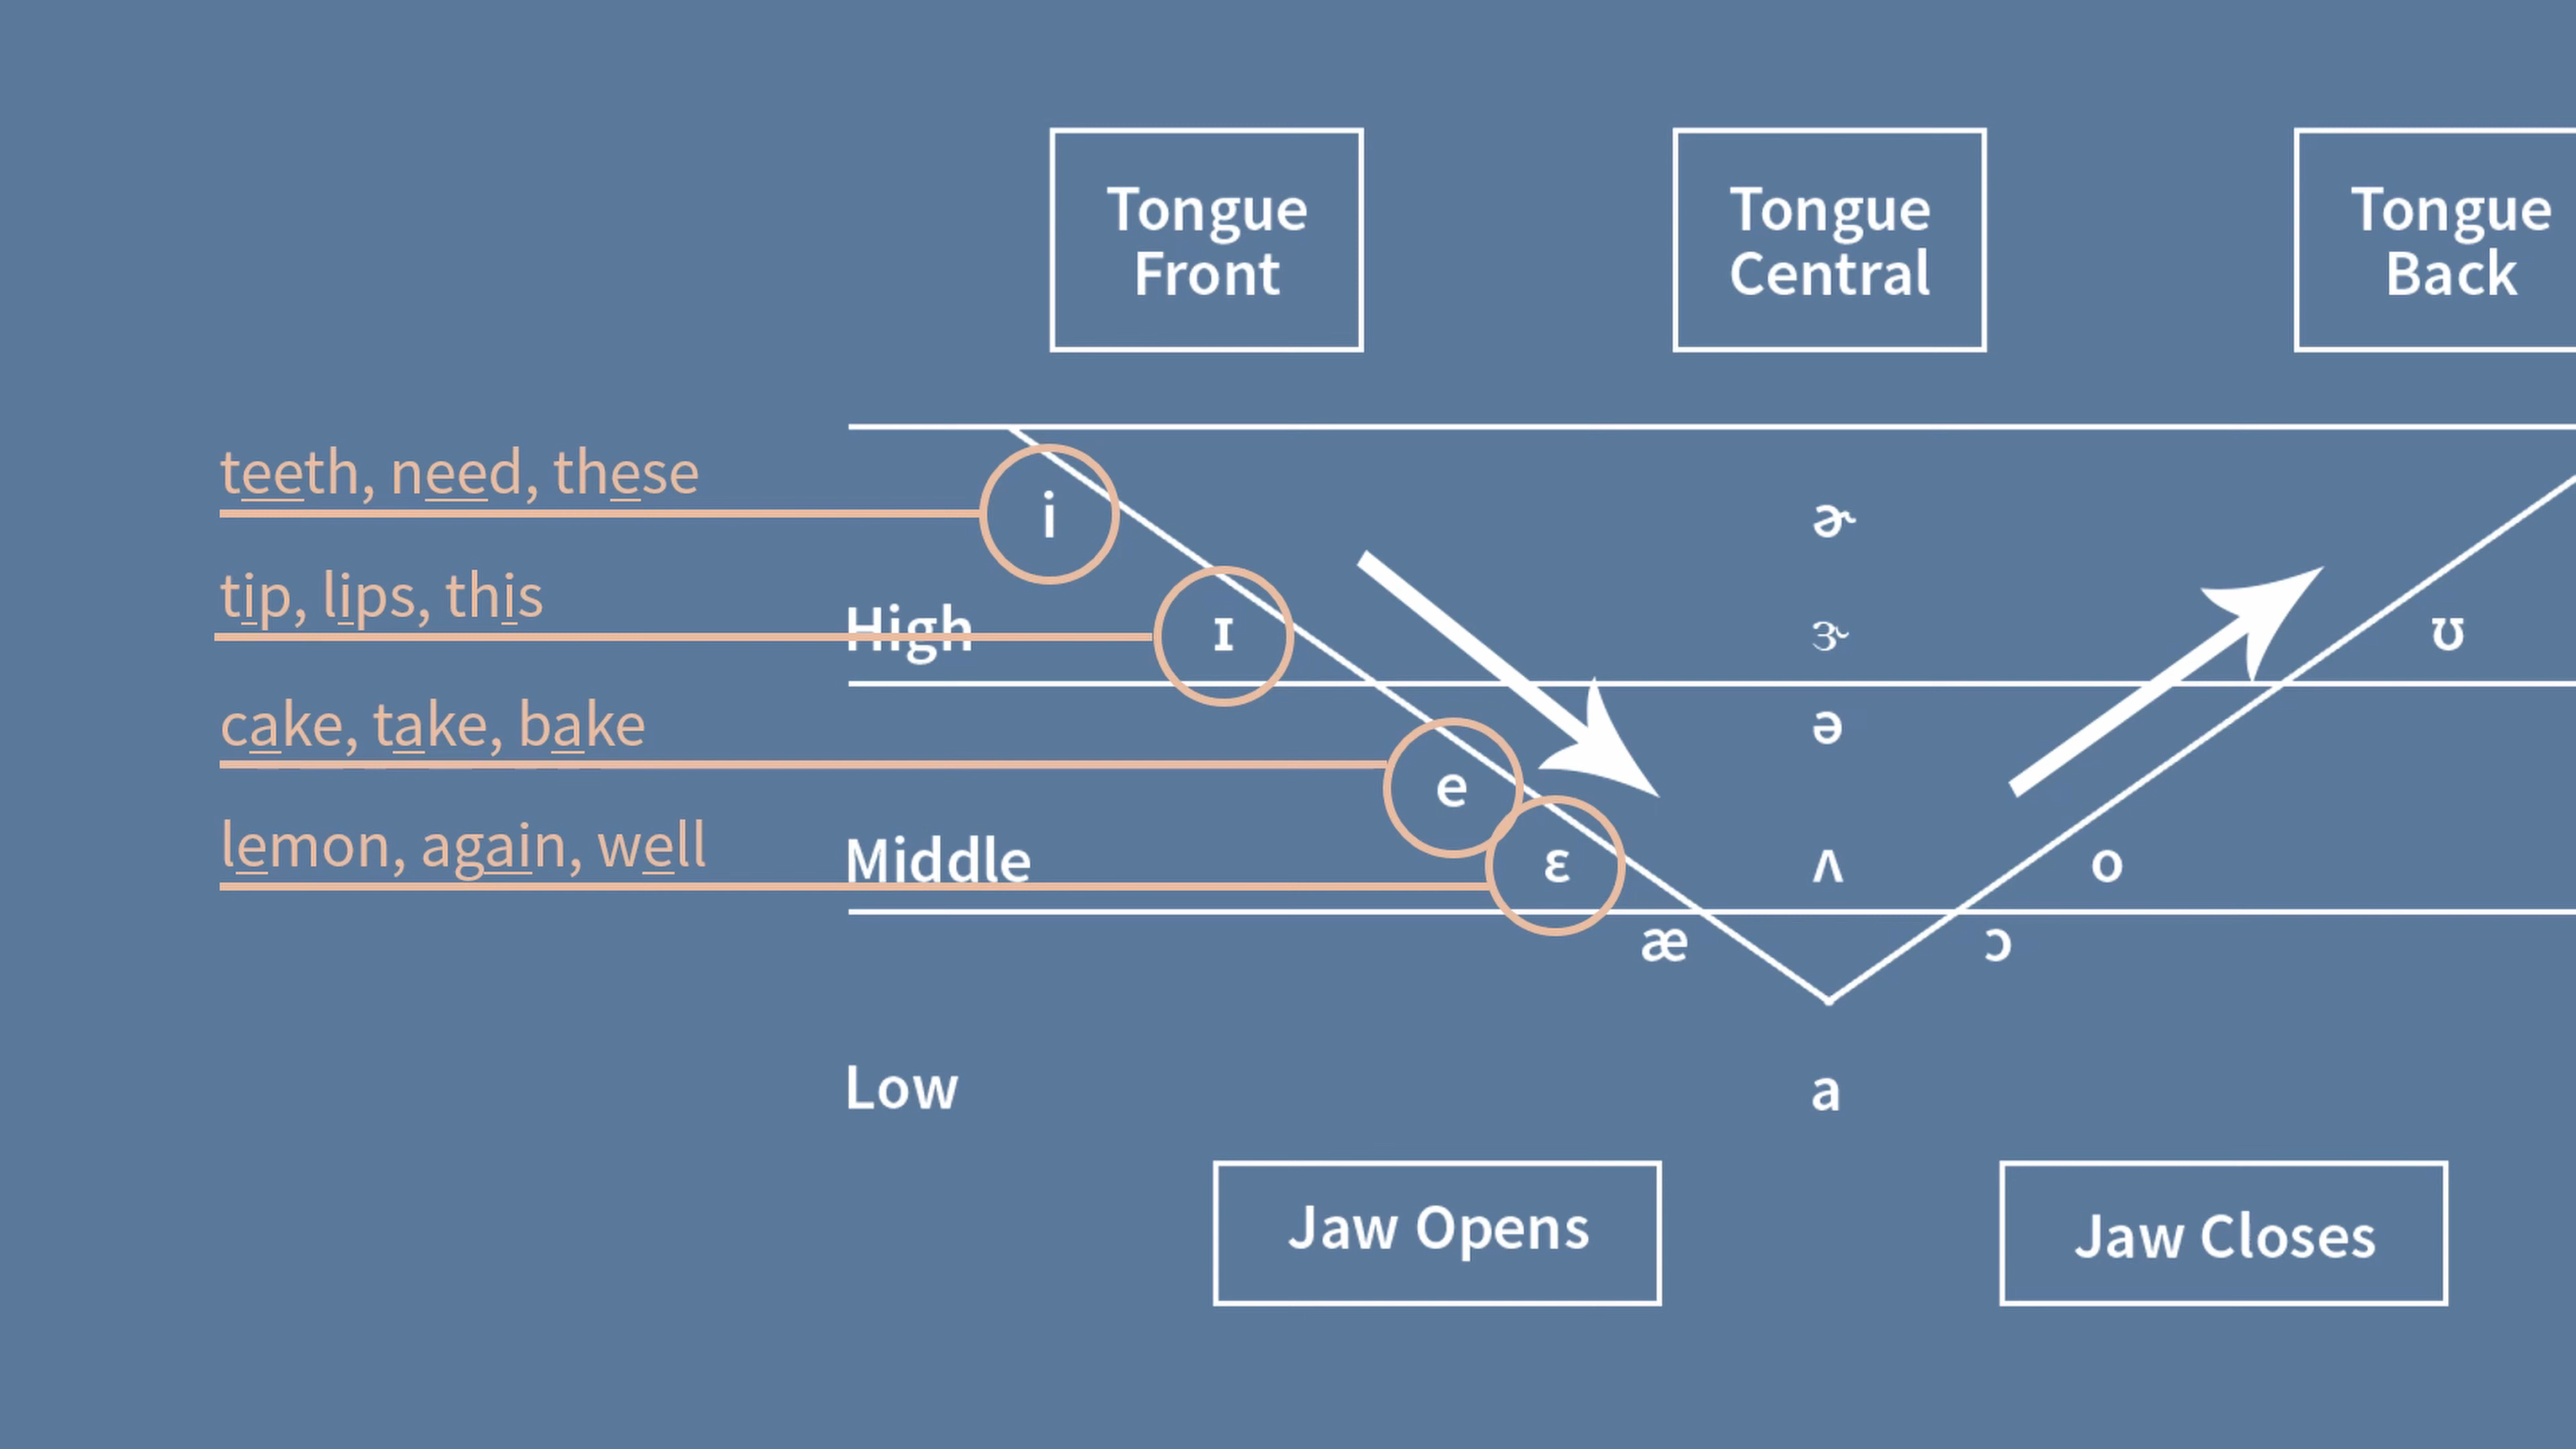 Tongue
Front
Tongue
Central
Tongue
Back
teeth, need, these
i
ɚ
tip, lips, this
High
ɪ
ɝ
ʊ
cake, take, bake
e
ə
lemon, again, well
Middle
ɛ
ʌ
o
æ
ɔ
Low
a
Jaw Opens
Jaw Closes